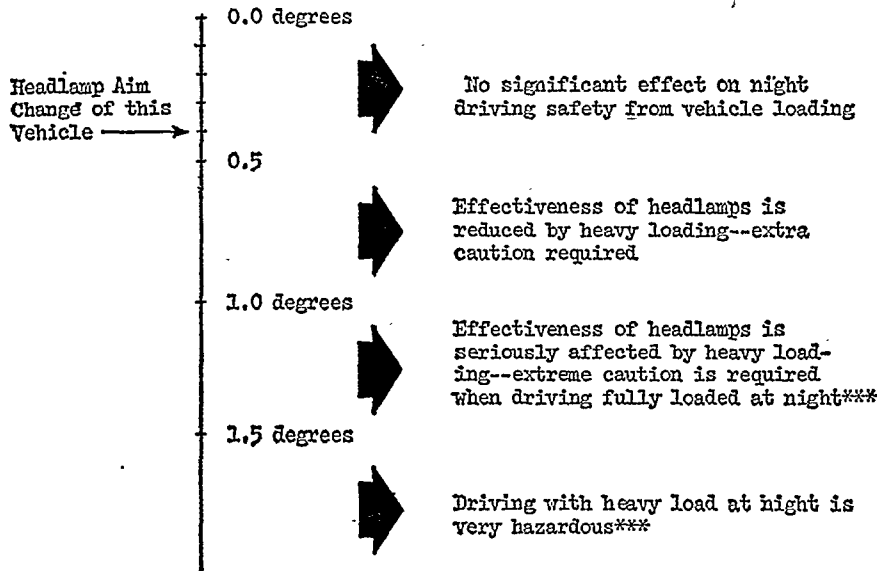 0.0 degrees
Headlamp Aim
Change of this
Vehicle
No significant effect on night
driving safety from vehicle loading
0.5
Effectiveness of headlamps is
reduced by heavy loading--extra
caution required
1.0 degrees
Effectiveness of headlamps is
seriously affected by heavy load-
ing--extreme caution is required
when driving fully loaded at night***
1.5 degrees
Driving with heavy load at night is
very hazardous***